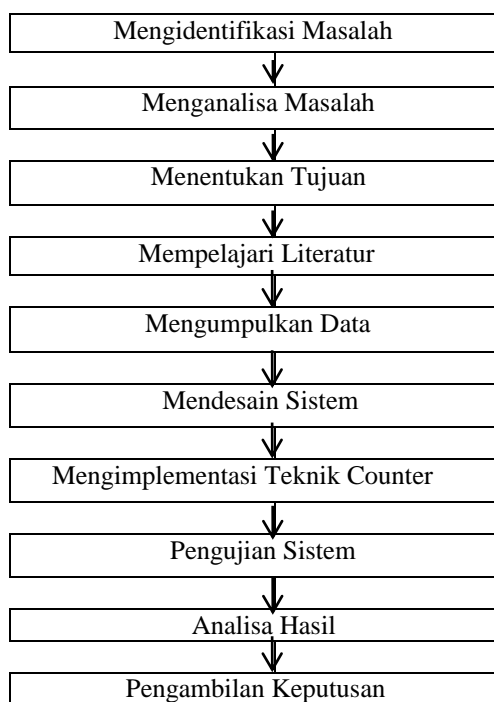 Mengidentifikasi Masalah
Menganalisa Masalah
Menentukan Tujuan
Mempelajari Literatur
Mengumpulkan Data
Mendesain Sistem
Mengimplementasi Teknik Counter
Pengujian Sistem
Analisa Hasil
Pengambilan Keputusan